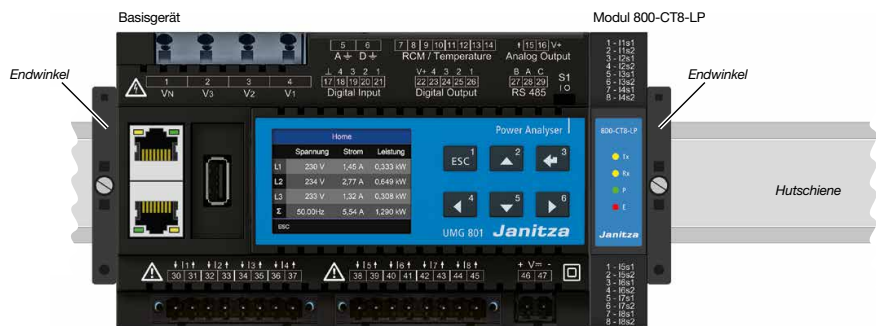 Basisgerät
Modul 800-CT8-LP
Endwinkel
Endwinkel
Hutschiene
5 6
A ⏚ D ⏚
7 8 9 10 11 12 13 14
RCM / Temperature
15 16 V+
Analog Output
1 2 3 4
VN V3 V2 V1
⊥ 4 3 2 1
17 18 19 20 21
Digital Input
V+ 4 3 2 1
22 23 24 25 26
Digital Output
B A C
27 28 29
RS 485
S1
I O
1 - I1s1
2 - I1s2
3 - I2s1
4 - I2s2
5 - I3s1
6 - I3s2
7 - I4s1
8 - I4s2
Home
Spannung Strom Leistung
L1 230 V 1,45 A 0,333 kW
L2 234 V 2,77 A 0,649 kW
L3 233 V 1,32 A 0,308 kW
Σ 50.00Hz 5,54 A 1,290 kW
ESC
Power Analyser
ESC 1
2
3
4
5
6
UMG 801 Janitza
800-CT8-LP
Tx
Rx
P
E
Janitza
I1 I2 I3 I4
30 31 32 33 34 35 36 37
I5 I6 I7 I8
38 39 40 41 42 43 44 45
+ V= -
46 47
1 - I5s1
2 - I5s2
3 - I6s1
4 - I6s2
5 - I7s1
6 - I7s2
7 - I8s1
8 - I8s2